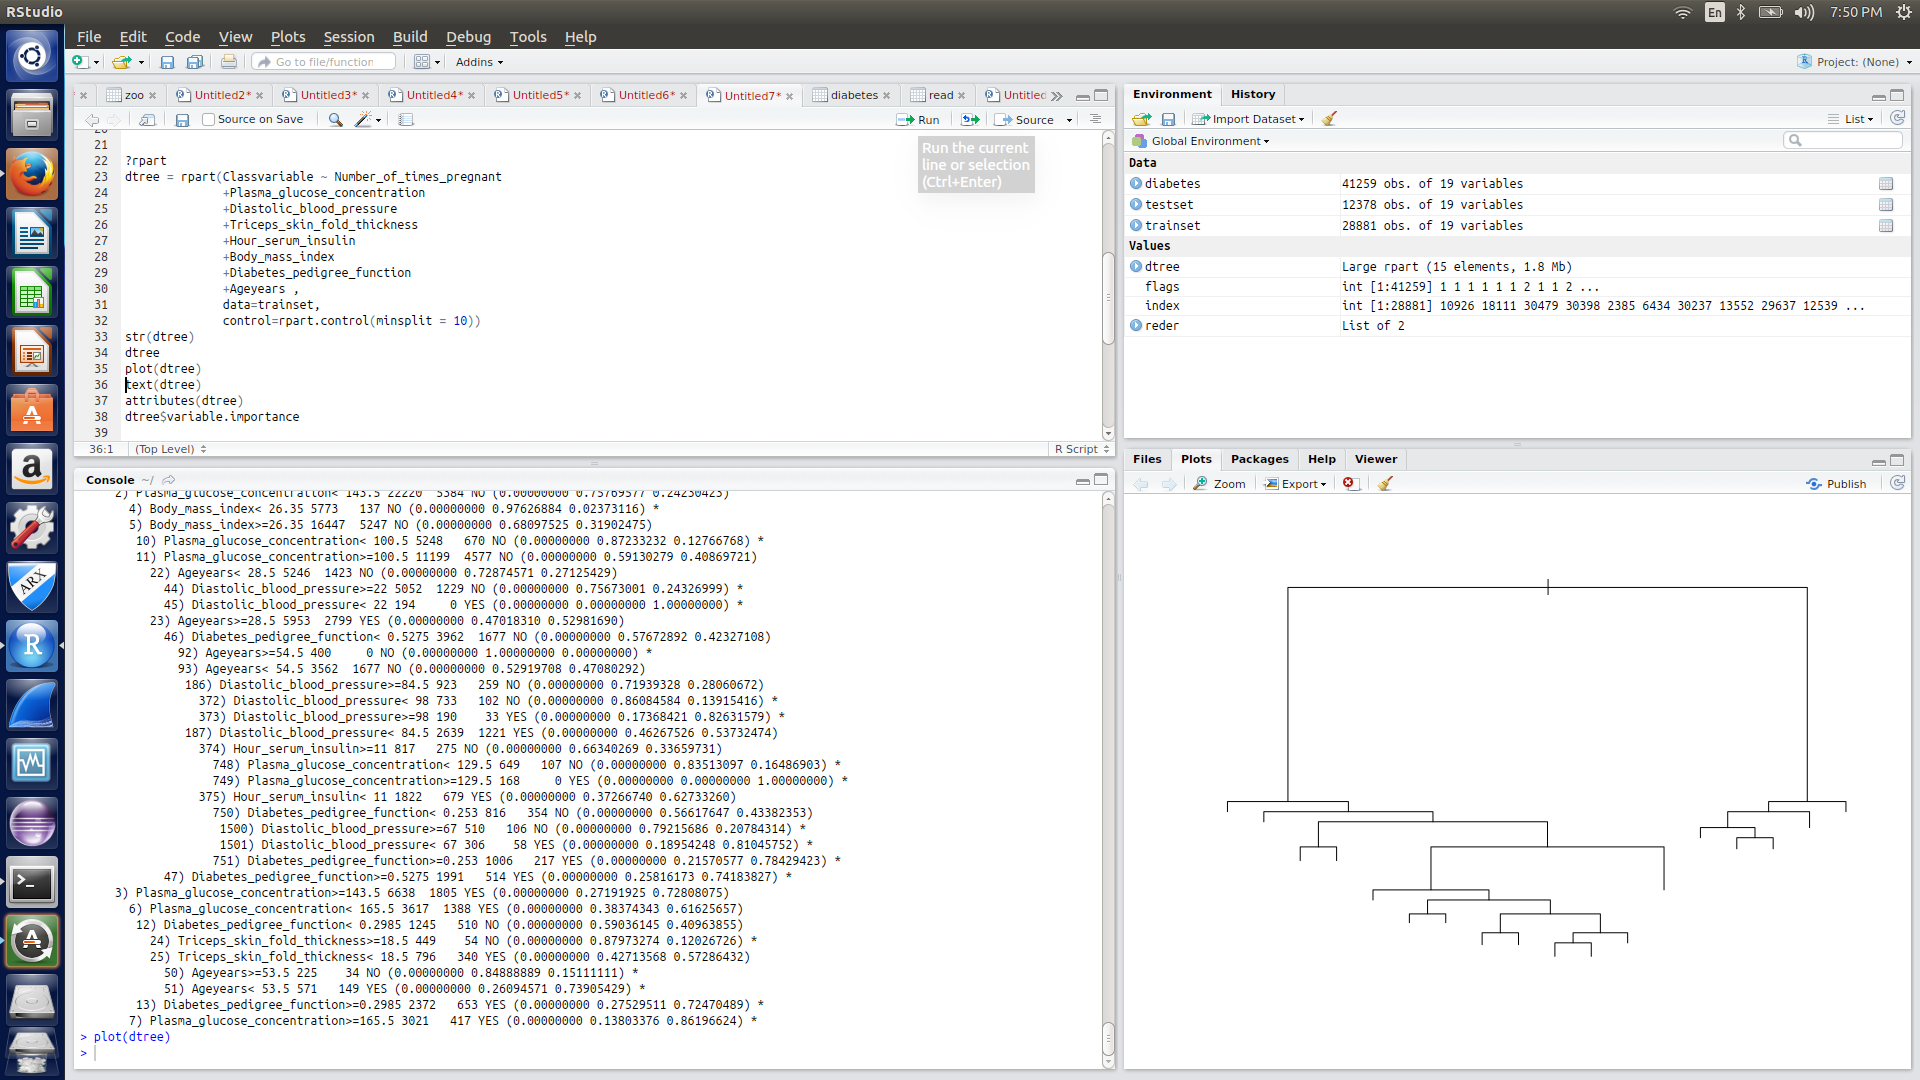 RStudio
En
7:50 PM
File Edit Code View Plots Session Build Debug Tools Help
Go to file/function
Addins
Project: (None)
zoo
Untitled2*
Untitled3*
Untitled4*
Untitled5*
Untitled6*
Untitled7*
diabetes
read
Untitled
Source on Save
Run
Source
Run the current
line or selection
(Ctrl+Enter)
20
21
22 ?rpart
23 dtree = rpart(Classvariable ~ Number_of_times_pregnant
24 +Plasma_glucose_concentration
25 +Diastolic_blood_pressure
26 +Triceps_skin_fold_thickness
27 +Hour_serum_insulin
28 +Body_mass_index
29 +Diabetes_pedigree_function
30 +Ageyears ,
31 data=trainset,
32 control=rpart.control(minsplit = 10))
33 str(dtree)
34 dtree
35 plot(dtree)
36 text(dtree)
37 attributes(dtree)
38 dtree$variable.importance
39
36:1 (Top Level) R Script
Console ~/
2) Plasma_glucose_concentration< 143.5 22220 5384 NO (0.00000000 0.75769577 0.24230423)
4) Body_mass_index< 26.35 5773 137 NO (0.00000000 0.97626884 0.02373116) *
5) Body_mass_index>=26.35 16447 5247 NO (0.00000000 0.68097525 0.31902475)
10) Plasma_glucose_concentration< 100.5 5248 670 NO (0.00000000 0.87233232 0.12766768) *
11) Plasma_glucose_concentration>=100.5 11199 4577 NO (0.00000000 0.59130279 0.40869721)
22) Ageyears< 28.5 5246 1423 NO (0.00000000 0.72874571 0.27125429)
44) Diastolic_blood_pressure>=22 5052 1229 NO (0.00000000 0.75673001 0.24326999) *
45) Diastolic_blood_pressure< 22 194 0 YES (0.00000000 0.00000000 1.00000000) *
23) Ageyears>=28.5 5953 2799 YES (0.00000000 0.47018310 0.52981690)
46) Diabetes_pedigree_function< 0.5275 3962 1677 NO (0.00000000 0.57672892 0.42327108)
92) Ageyears>=54.5 400 0 NO (0.00000000 1.00000000 0.00000000) *
93) Ageyears< 54.5 3562 1677 NO (0.00000000 0.52919708 0.47080292)
186) Diastolic_blood_pressure>=84.5 923 259 NO (0.00000000 0.71939328 0.28060672)
372) Diastolic_blood_pressure< 98 733 102 NO (0.00000000 0.86084584 0.13915416) *
373) Diastolic_blood_pressure>=98 190 33 YES (0.00000000 0.17368421 0.82631579) *
187) Diastolic_blood_pressure< 84.5 2639 1221 YES (0.00000000 0.46267526 0.53732474)
374) Hour_serum_insulin>=11 817 275 NO (0.00000000 0.66340269 0.33659731)
748) Plasma_glucose_concentration< 129.5 649 107 NO (0.00000000 0.83513097 0.16486903) *
749) Plasma_glucose_concentration>=129.5 168 0 YES (0.00000000 0.00000000 1.00000000) *
375) Hour_serum_insulin< 11 1822 679 YES (0.00000000 0.37266740 0.62733260)
750) Diabetes_pedigree_function< 0.253 816 354 NO (0.00000000 0.56617647 0.43382353)
1500) Diastolic_blood_pressure>=67 510 106 NO (0.00000000 0.79215686 0.20784314) *
1501) Diastolic_blood_pressure< 67 306 58 YES (0.00000000 0.18954248 0.81045752) *
751) Diabetes_pedigree_function>=0.253 1006 217 YES (0.00000000 0.21570577 0.78429423) *
47) Diabetes_pedigree_function>=0.5275 1991 514 YES (0.00000000 0.25816173 0.74183827) *
3) Plasma_glucose_concentration>=143.5 6638 1805 YES (0.00000000 0.27191925 0.72808075)
6) Plasma_glucose_concentration< 165.5 3617 1388 YES (0.00000000 0.38374343 0.61625657)
12) Diabetes_pedigree_function< 0.2985 1245 510 NO (0.00000000 0.59036145 0.40963855)
24) Triceps_skin_fold_thickness>=18.5 449 54 NO (0.00000000 0.87973274 0.12026726) *
25) Triceps_skin_fold_thickness< 18.5 796 340 YES (0.00000000 0.42713568 0.57286432)
50) Ageyears>=53.5 225 34 NO (0.00000000 0.84888889 0.15111111) *
51) Ageyears< 53.5 571 149 YES (0.00000000 0.26094571 0.73905429) *
13) Diabetes_pedigree_function>=0.2985 2372 653 YES (0.00000000 0.27529511 0.72470489) *
7) Plasma_glucose_concentration>=165.5 3021 417 YES (0.00000000 0.13803376 0.86196624) *
> plot(dtree)
>
Environment History
Import Dataset
List
Global Environment
Data
diabetes 41259 obs. of 19 variables
testset 12378 obs. of 19 variables
trainset 28881 obs. of 19 variables
Values
dtree Large rpart (15 elements, 1.8 Mb)
flags int [1:41259] 1 1 1 1 1 1 2 1 1 2 ...
index int [1:28881] 10926 18111 30479 30398 2385 6434 30237 13552 29637 12539 ...
reder List of 2
Files Plots Packages Help Viewer
Zoom
Export
Publish
a
ARX
R